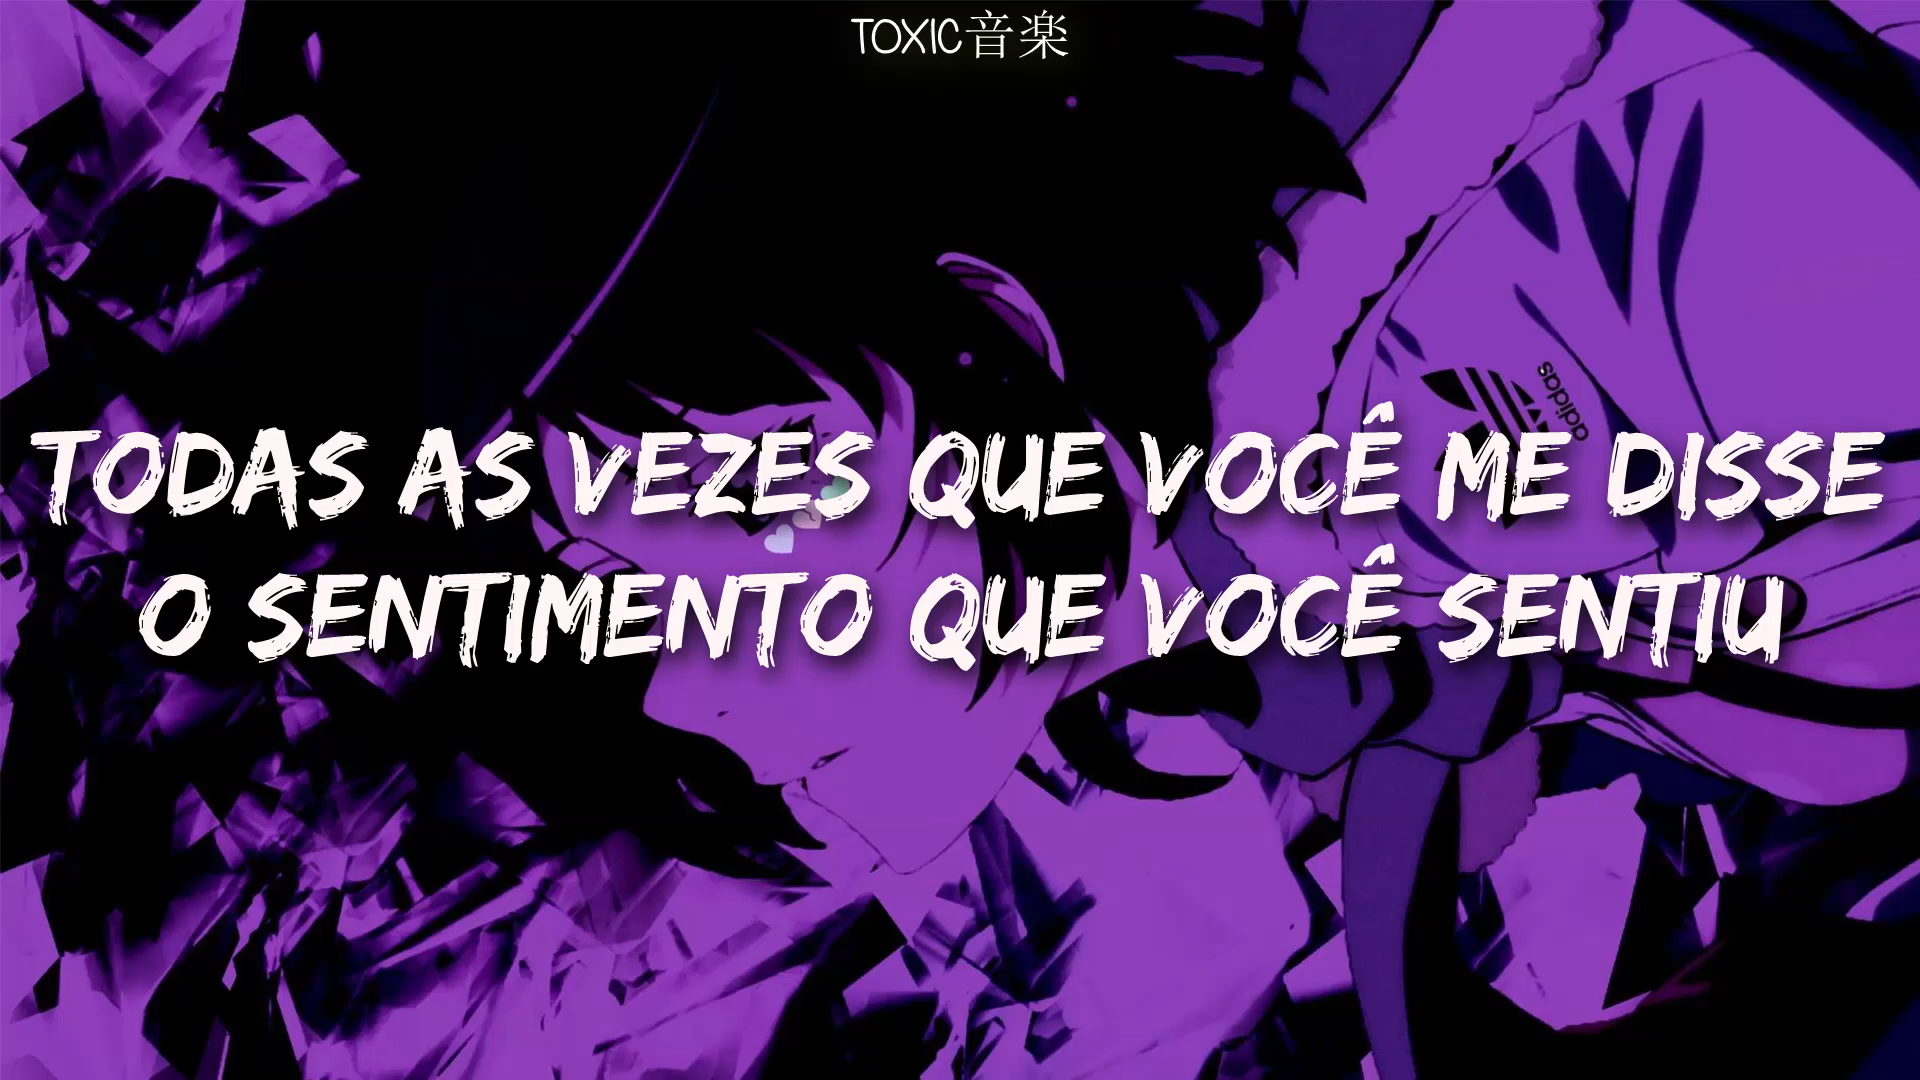 TOXIC音楽
adidas
TODAS AS VEZES QUE VOCÊ ME DISSE
O SENTIMENTO QUE VOCÊ SENTIU